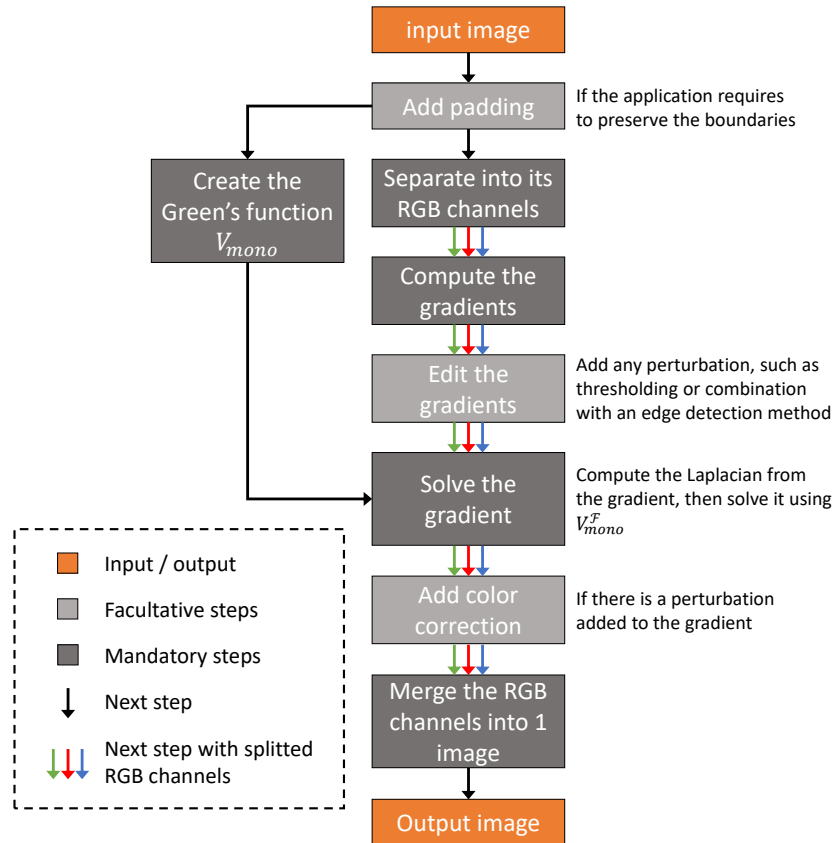 input image
Add padding
If the application requires
to preserve the boundaries
Create the
Green's function
V_mono
Separate into its
RGB channels
Compute the
gradients
Edit the
gradients
Add any perturbation, such as
thresholding or combination
with an edge detection method
Solve the
gradient
Compute the Laplacian from
the gradient, then solve it using
V_mono^ℱ
Add color
correction
If there is a perturbation
added to the gradient
Merge the RGB
channels into 1
image
Output image
Input / output
Facultative steps
Mandatory steps
Next step
Next step with splitted
RGB channels